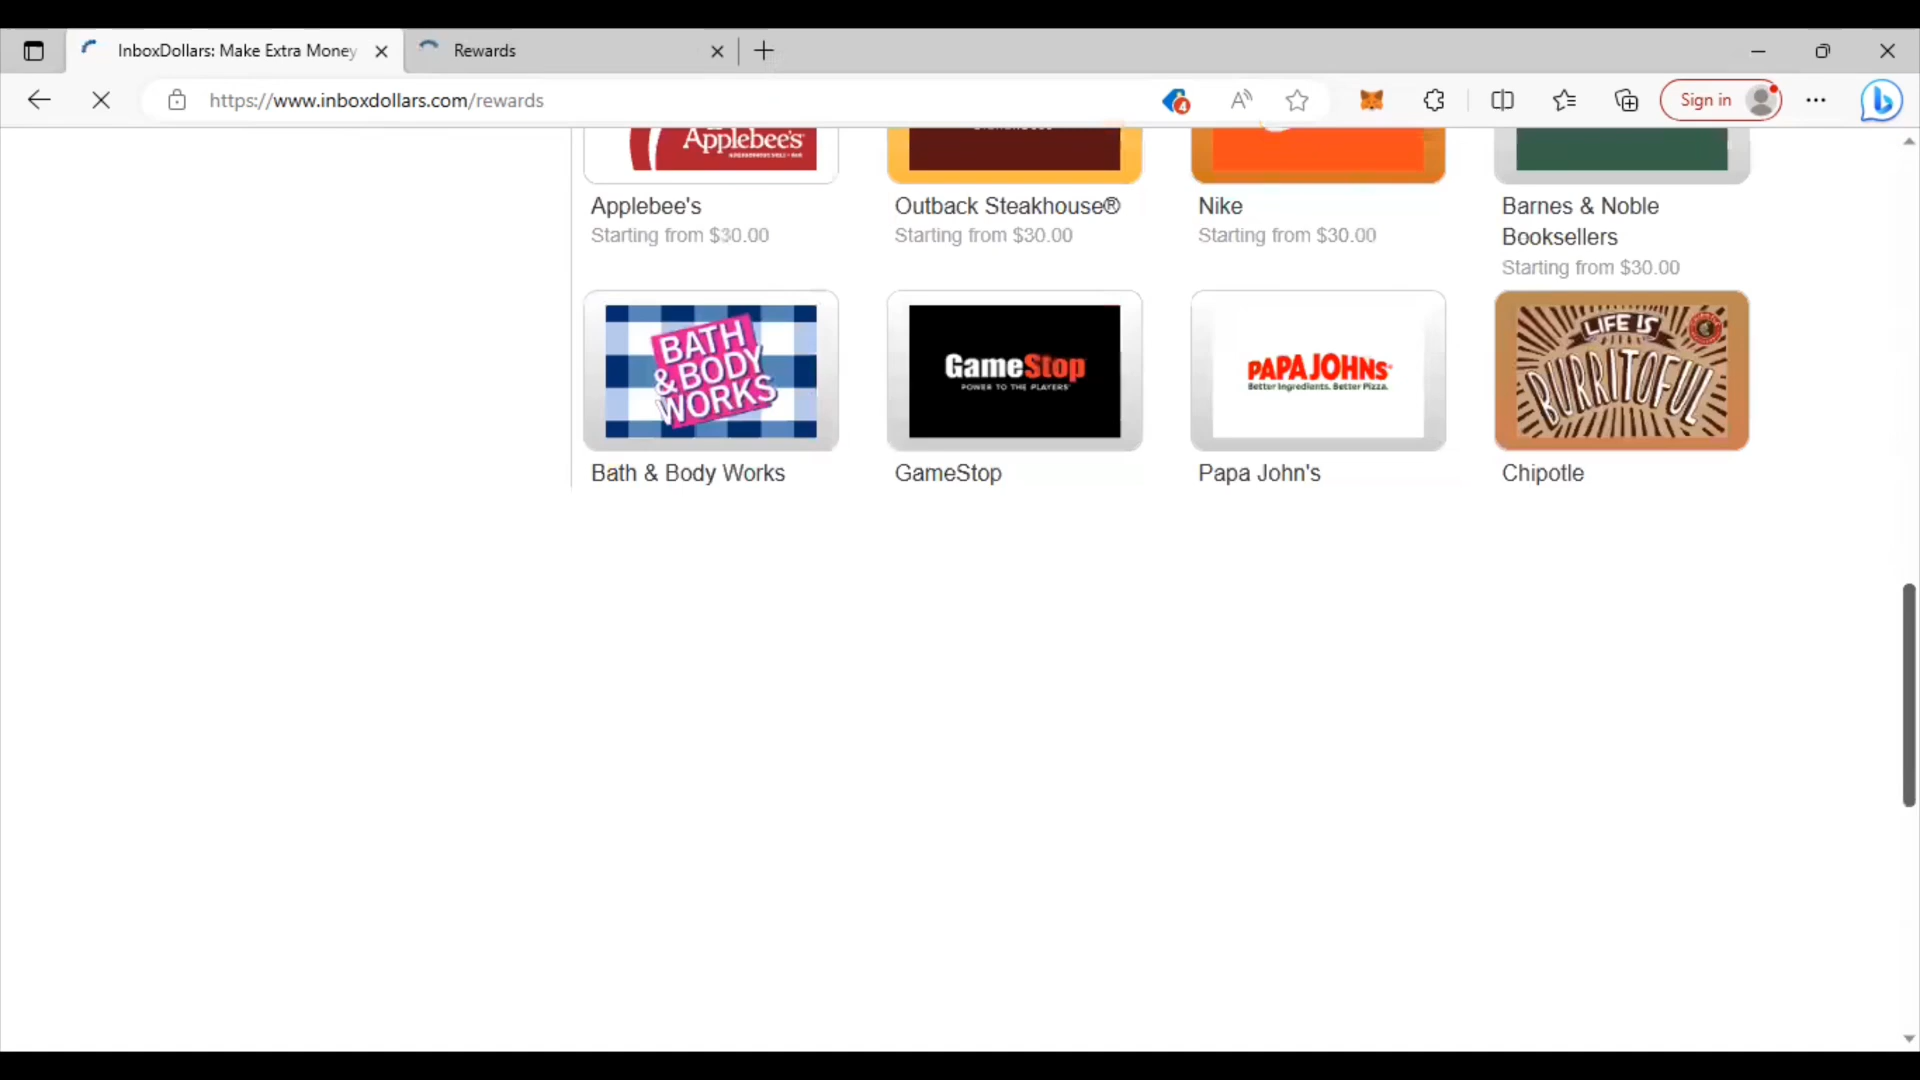 InboxDollars: Make Extra Money
Rewards
https://www.inboxdollars.com/rewards
4
Sign in
Applebee's
Applebee's
Starting from $30.00
Outback Steakhouse®
Starting from $30.00
Nike
Starting from $30.00
Barnes & Noble
Booksellers
Starting from $30.00
BATH
& BODY
WORKS
Bath & Body Works
GameStop
POWER TO THE PLAYERS
GameStop
PAPA JOHNS
Better Ingredients. Better Pizza.
Papa John's
LIFE IS
BURRITOFUL
Chipotle